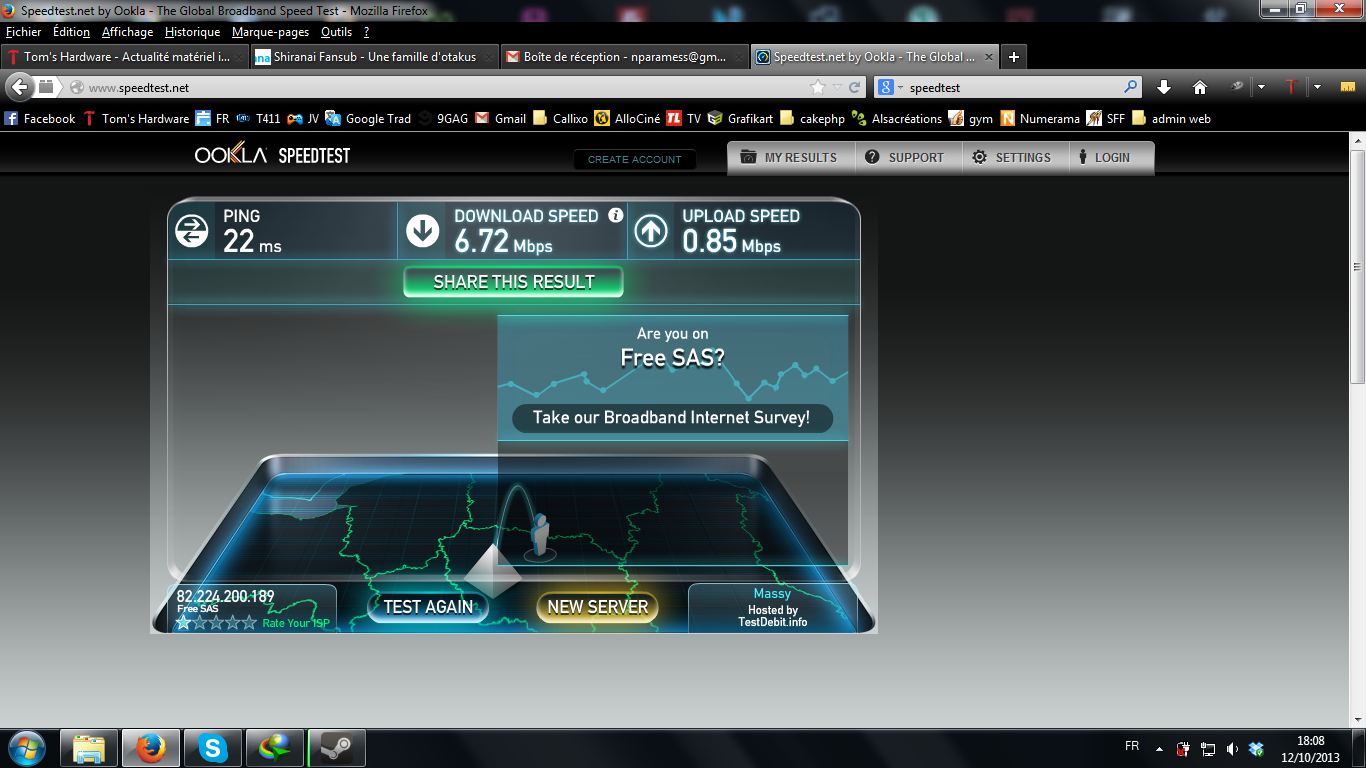 Speedtest.net by Ookla - The Global Broadband Speed Test - Mozilla Firefox
Fichier Édition Affichage Historique Marque-pages Outils ?
Tom's Hardware - Actualité matériel i...
ana Shiranai Fansub - Une famille d'otakus
Boîte de réception - nparamess@gm...
Speedtest.net by Ookla - The Global ...
www.speedtest.net
speedtest
Facebook Tom's Hardware FR T411 JV Google Trad 9GAG Gmail Callixo AlloCiné TV Grafikart cakephp Alsacréations gym Numerama SFF admin web
OOKLA SPEEDTEST
CREATE ACCOUNT
MY RESULTS
SUPPORT
SETTINGS
LOGIN
PING
22 ms
DOWNLOAD SPEED
6.72 Mbps
UPLOAD SPEED
0.85 Mbps
SHARE THIS RESULT
Are you on
Free SAS?
Take our Broadband Internet Survey!
82.224.200.189
Free SAS
Rate Your ISP
TEST AGAIN
NEW SERVER
Massy
Hosted by
TestDebit.info
FR
18:08
12/10/2013